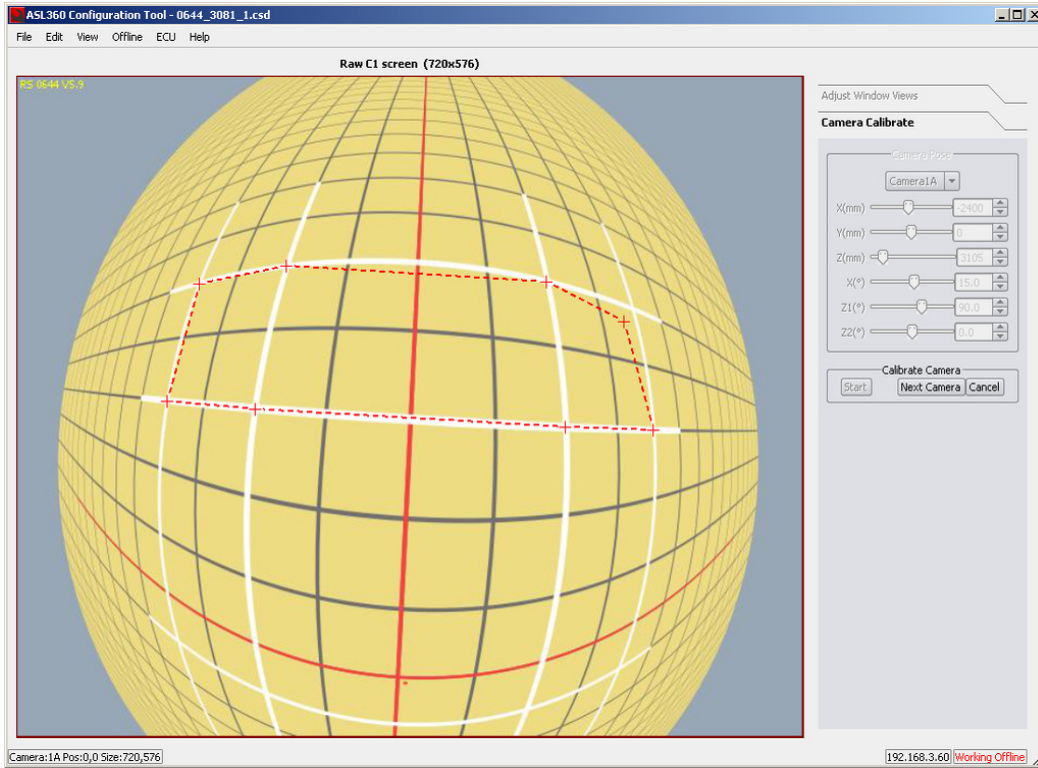 ASL360 Configuration Tool - 0644_3081_1.csd
File Edit View Offline ECU Help
Raw C1 screen (720x576)
RS 0644 V5.9
Adjust Window Views
Camera Calibrate
Camera Pose
Camera1A
X(mm) -2400
Y(mm) 0
Z(mm) 3105
X(°) 15.0
Z1(°) 90.0
Z2(°) 0.0
Calibrate Camera
Start Next Camera Cancel
Camera:1A Pos:0,0 Size:720,576 192.168.3.60 Working Offline